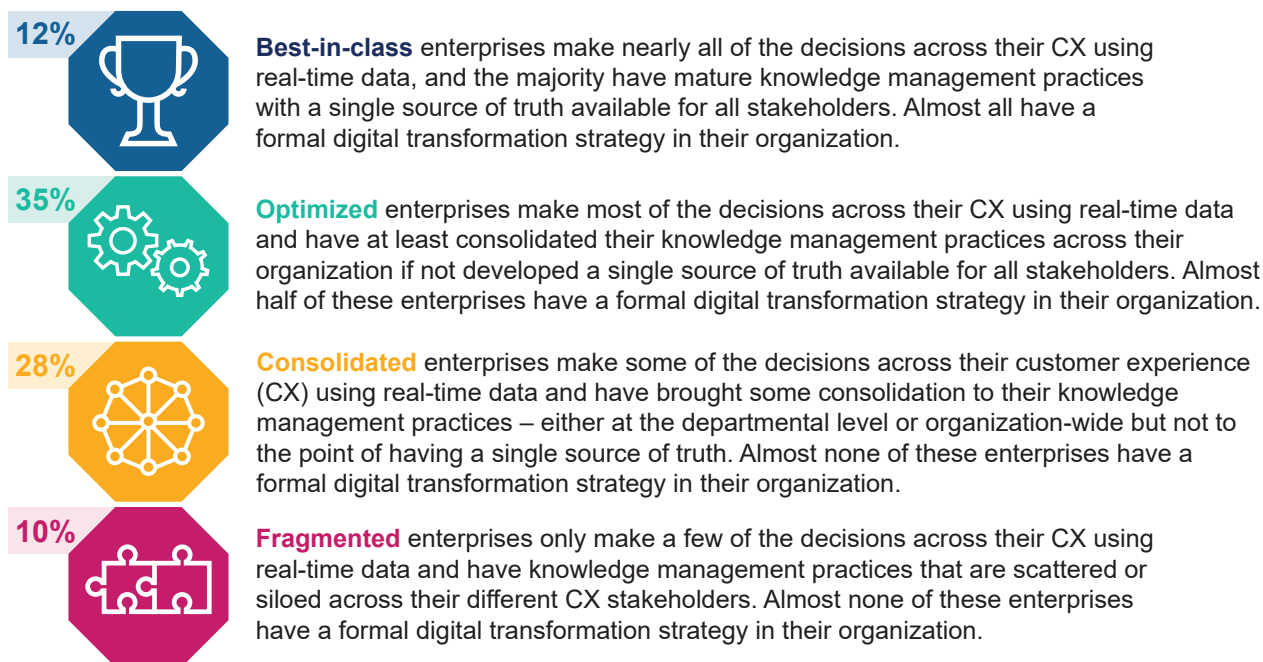 12%
Best-in-class enterprises make nearly all of the decisions across their CX using
real-time data, and the majority have mature knowledge management practices
with a single source of truth available for all stakeholders. Almost all have a
formal digital transformation strategy in their organization.
35%
Optimized enterprises make most of the decisions across their CX using real-time data
and have at least consolidated their knowledge management practices across their
organization if not developed a single source of truth available for all stakeholders. Almost
half of these enterprises have a formal digital transformation strategy in their organization.
28%
Consolidated enterprises make some of the decisions across their customer experience
(CX) using real-time data and have brought some consolidation to their knowledge
management practices – either at the departmental level or organization-wide but not to
the point of having a single source of truth. Almost none of these enterprises have a
formal digital transformation strategy in their organization.
10%
Fragmented enterprises only make a few of the decisions across their CX using
real-time data and have knowledge management practices that are scattered or
siloed across their different CX stakeholders. Almost none of these enterprises
have a formal digital transformation strategy in their organization.